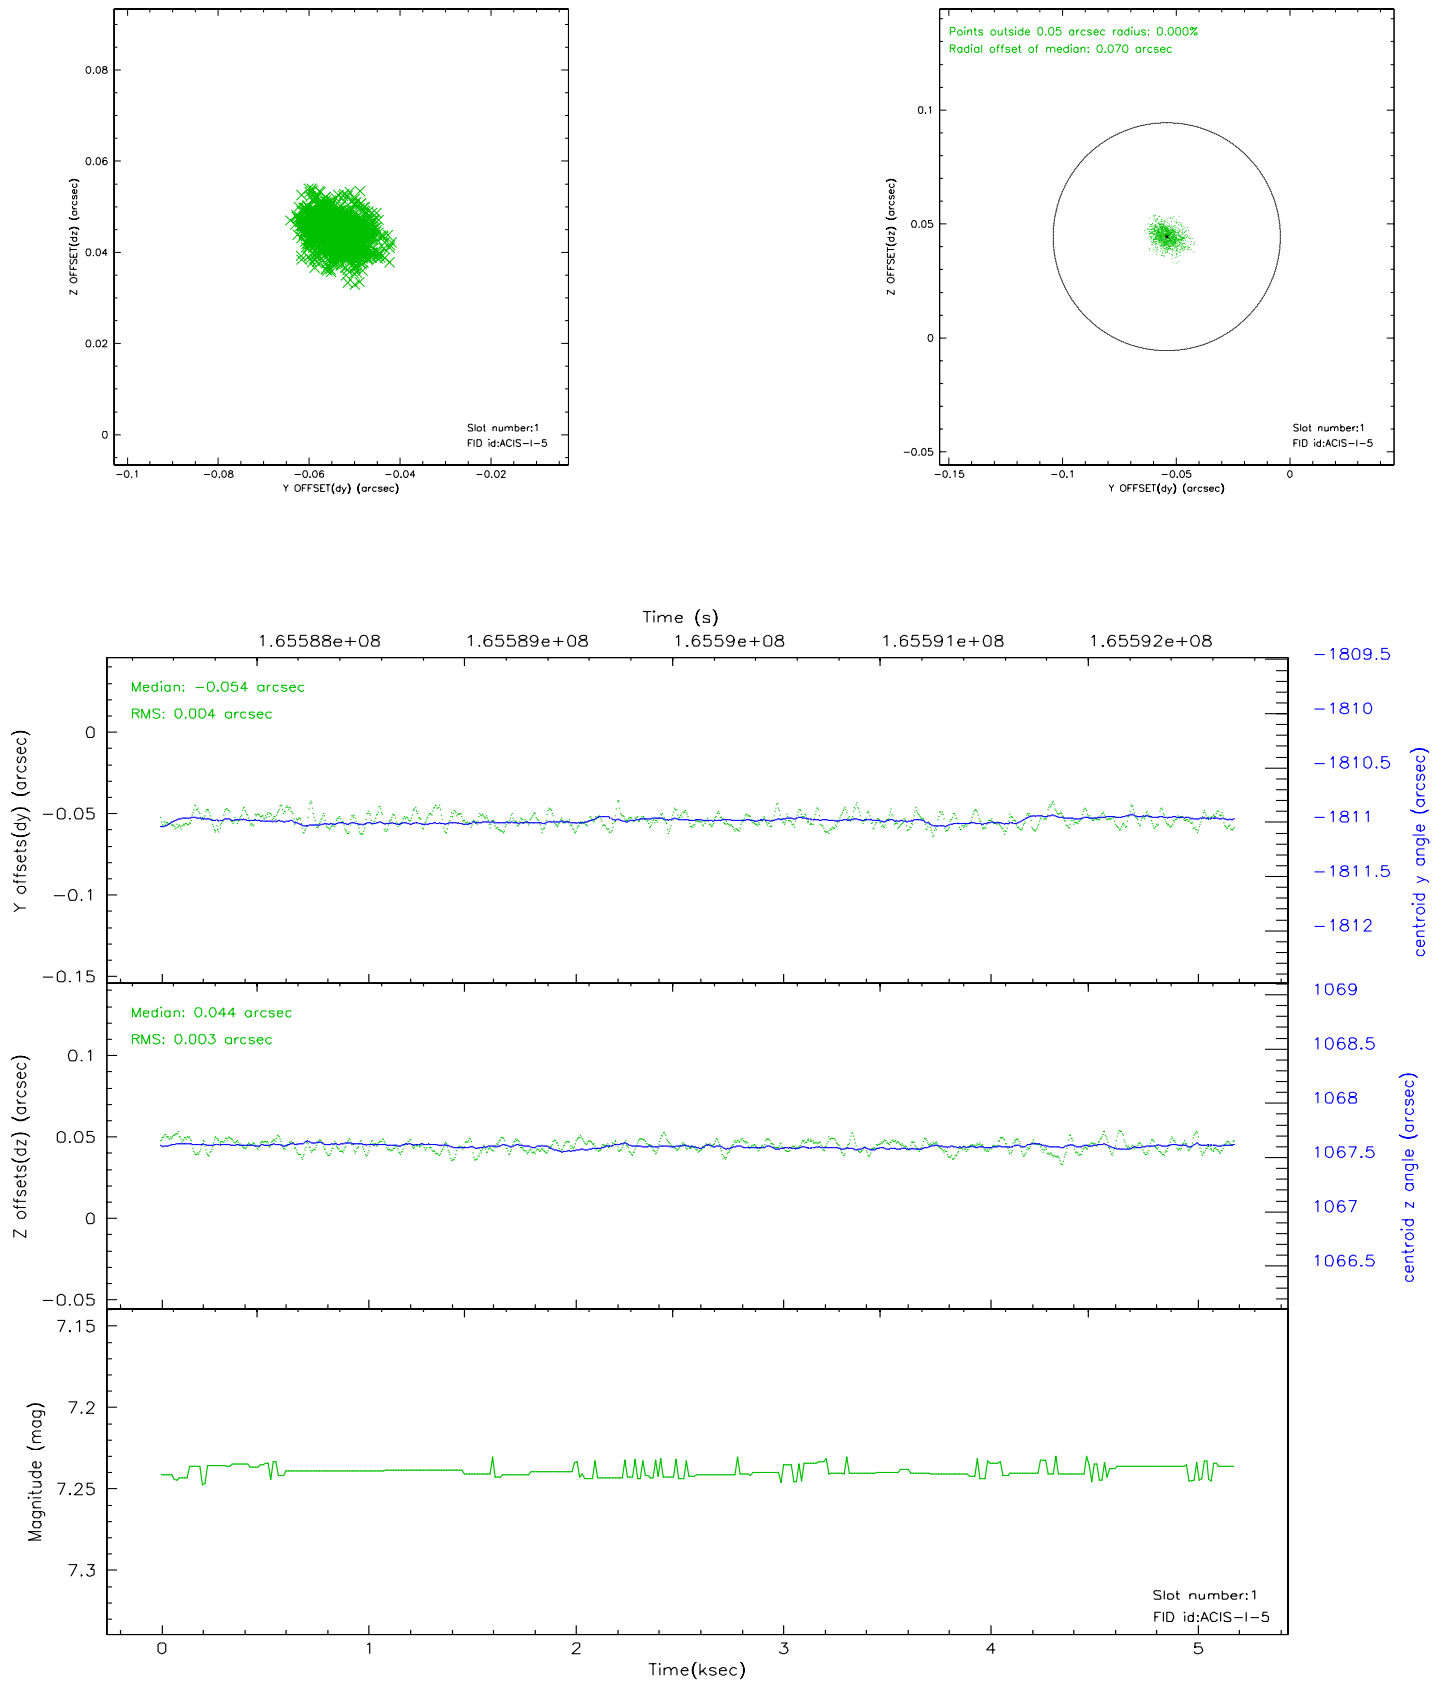 0.08
0.06
0.04
0.02
0
Z OFFSET(dz) (arcsec)
Slot number:1
FID id:ACIS-I-5
-0.1 -0.08 -0.06 -0.04 -0.02
Y OFFSET(dy) (arcsec)
Points outside 0.05 arcsec radius: 0.000%
Radial offset of median: 0.070 arcsec
0.1
0.05
0
-0.05
Z OFFSET(dz) (arcsec)
Slot number:1
FID id:ACIS-I-5
-0.15 -0.1 -0.05 0
Y OFFSET(dy) (arcsec)
Time (s)
1.65588e+08 1.65589e+08 1.6559e+08 1.65591e+08 1.65592e+08
Median: -0.054 arcsec
RMS: 0.004 arcsec
0
-0.05
-0.1
-0.15
Y offsets(dy) (arcsec)
-1809.5
-1810
-1810.5
-1811
-1811.5
-1812
centroid y angle (arcsec)
Median: 0.044 arcsec
RMS: 0.003 arcsec
0.1
0.05
0
-0.05
Z offsets(dz) (arcsec)
1069
1068.5
1068
1067.5
1067
1066.5
centroid z angle (arcsec)
7.15
7.2
7.25
7.3
Magnitude (mag)
Slot number:1
FID id:ACIS-I-5
0 1 2 3 4 5
Time(ksec)